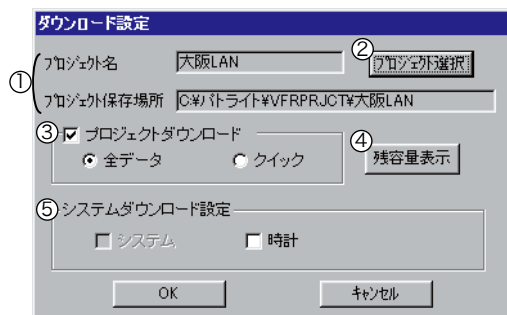 ダウンロード設定
① ﾌﾟﾛｼﾞｪｸﾄ名 大阪LAN ② ﾌﾟﾛｼﾞｪｸﾄ選択
ﾌﾟﾛｼﾞｪｸﾄ保存場所 C:¥パトライト¥VFRPRJCT¥大阪LAN
③ プロジェクトダウンロード
全データ クイック ④ 残容量表示
⑤ システムダウンロード設定
システム 時計
OK ｷｬﾝｾﾙ